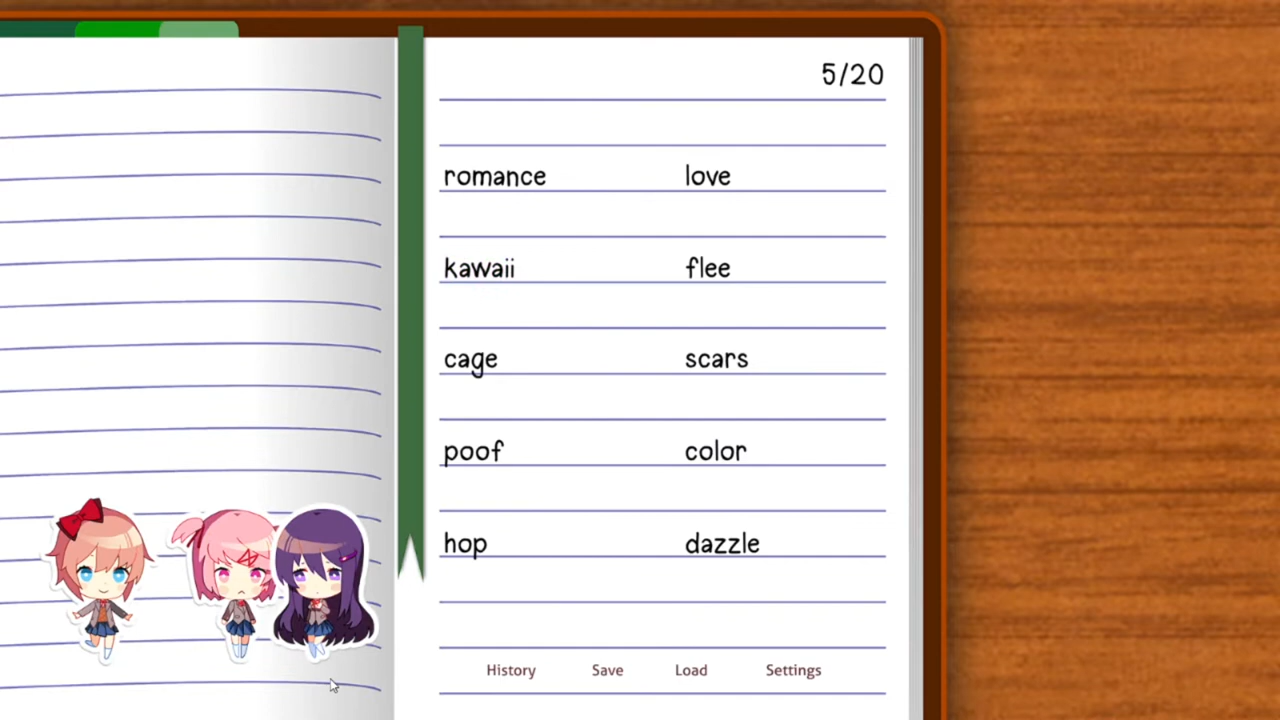 5/20
romance love
kawaii flee
cage scars
poof color
hop dazzle
History Save Load Settings